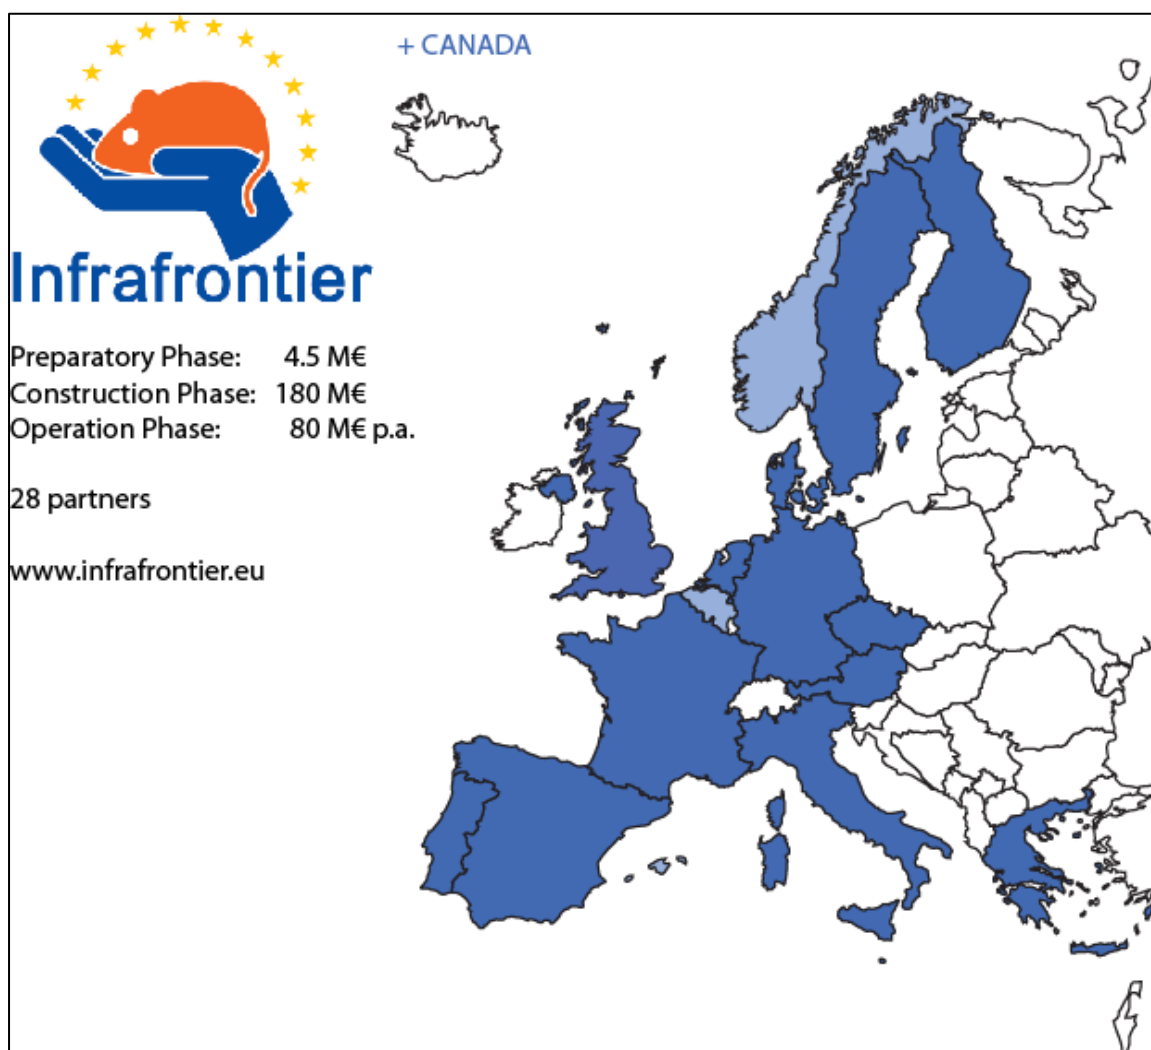 + CANADA
Infrafrontier
Preparatory Phase: 4.5 M€
Construction Phase: 180 M€
Operation Phase: 80 M€ p.a.
28 partners
www.infrafrontier.eu